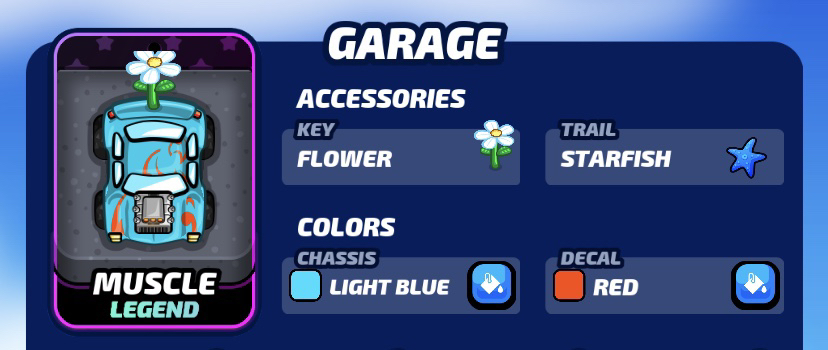 GARAGE
ACCESSORIES
KEY
FLOWER
TRAIL
STARFISH
COLORS
CHASSIS
LIGHT BLUE
DECAL
RED
MUSCLE
LEGEND